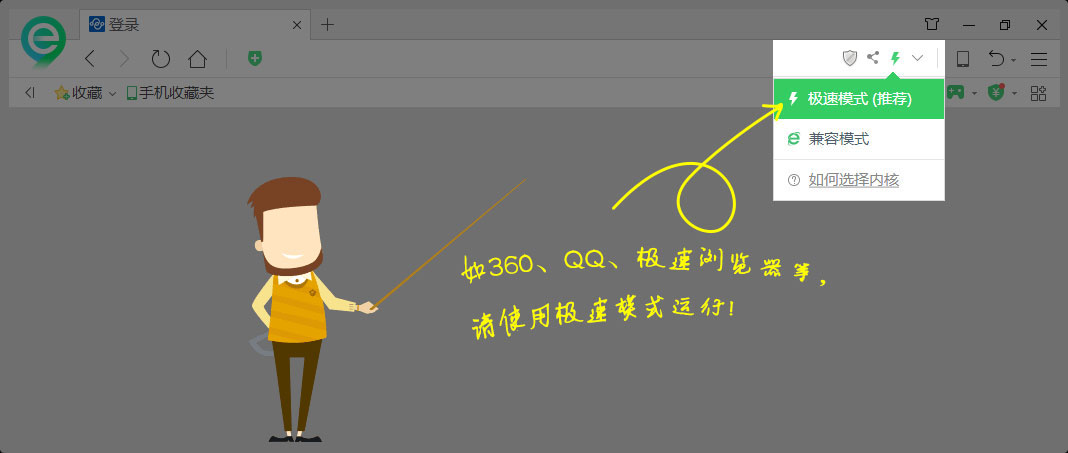 登录
收藏
手机收藏夹
极速模式 (推荐)
兼容模式
如何选择内核
如360、QQ、极速浏览器等，
请使用极速模式运行!